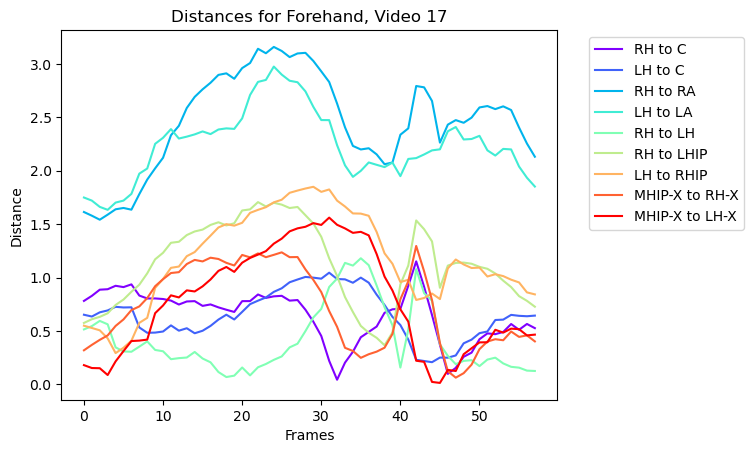 Distances for Forehand, Video 17
RH to C
LH to C
RH to RA
LH to LA
RH to LH
RH to LHIP
LH to RHIP
MHIP-X to RH-X
MHIP-X to LH-X
Distance
3.0
2.5
2.0
1.5
1.0
0.5
0.0
0 10 20 30 40 50
Frames